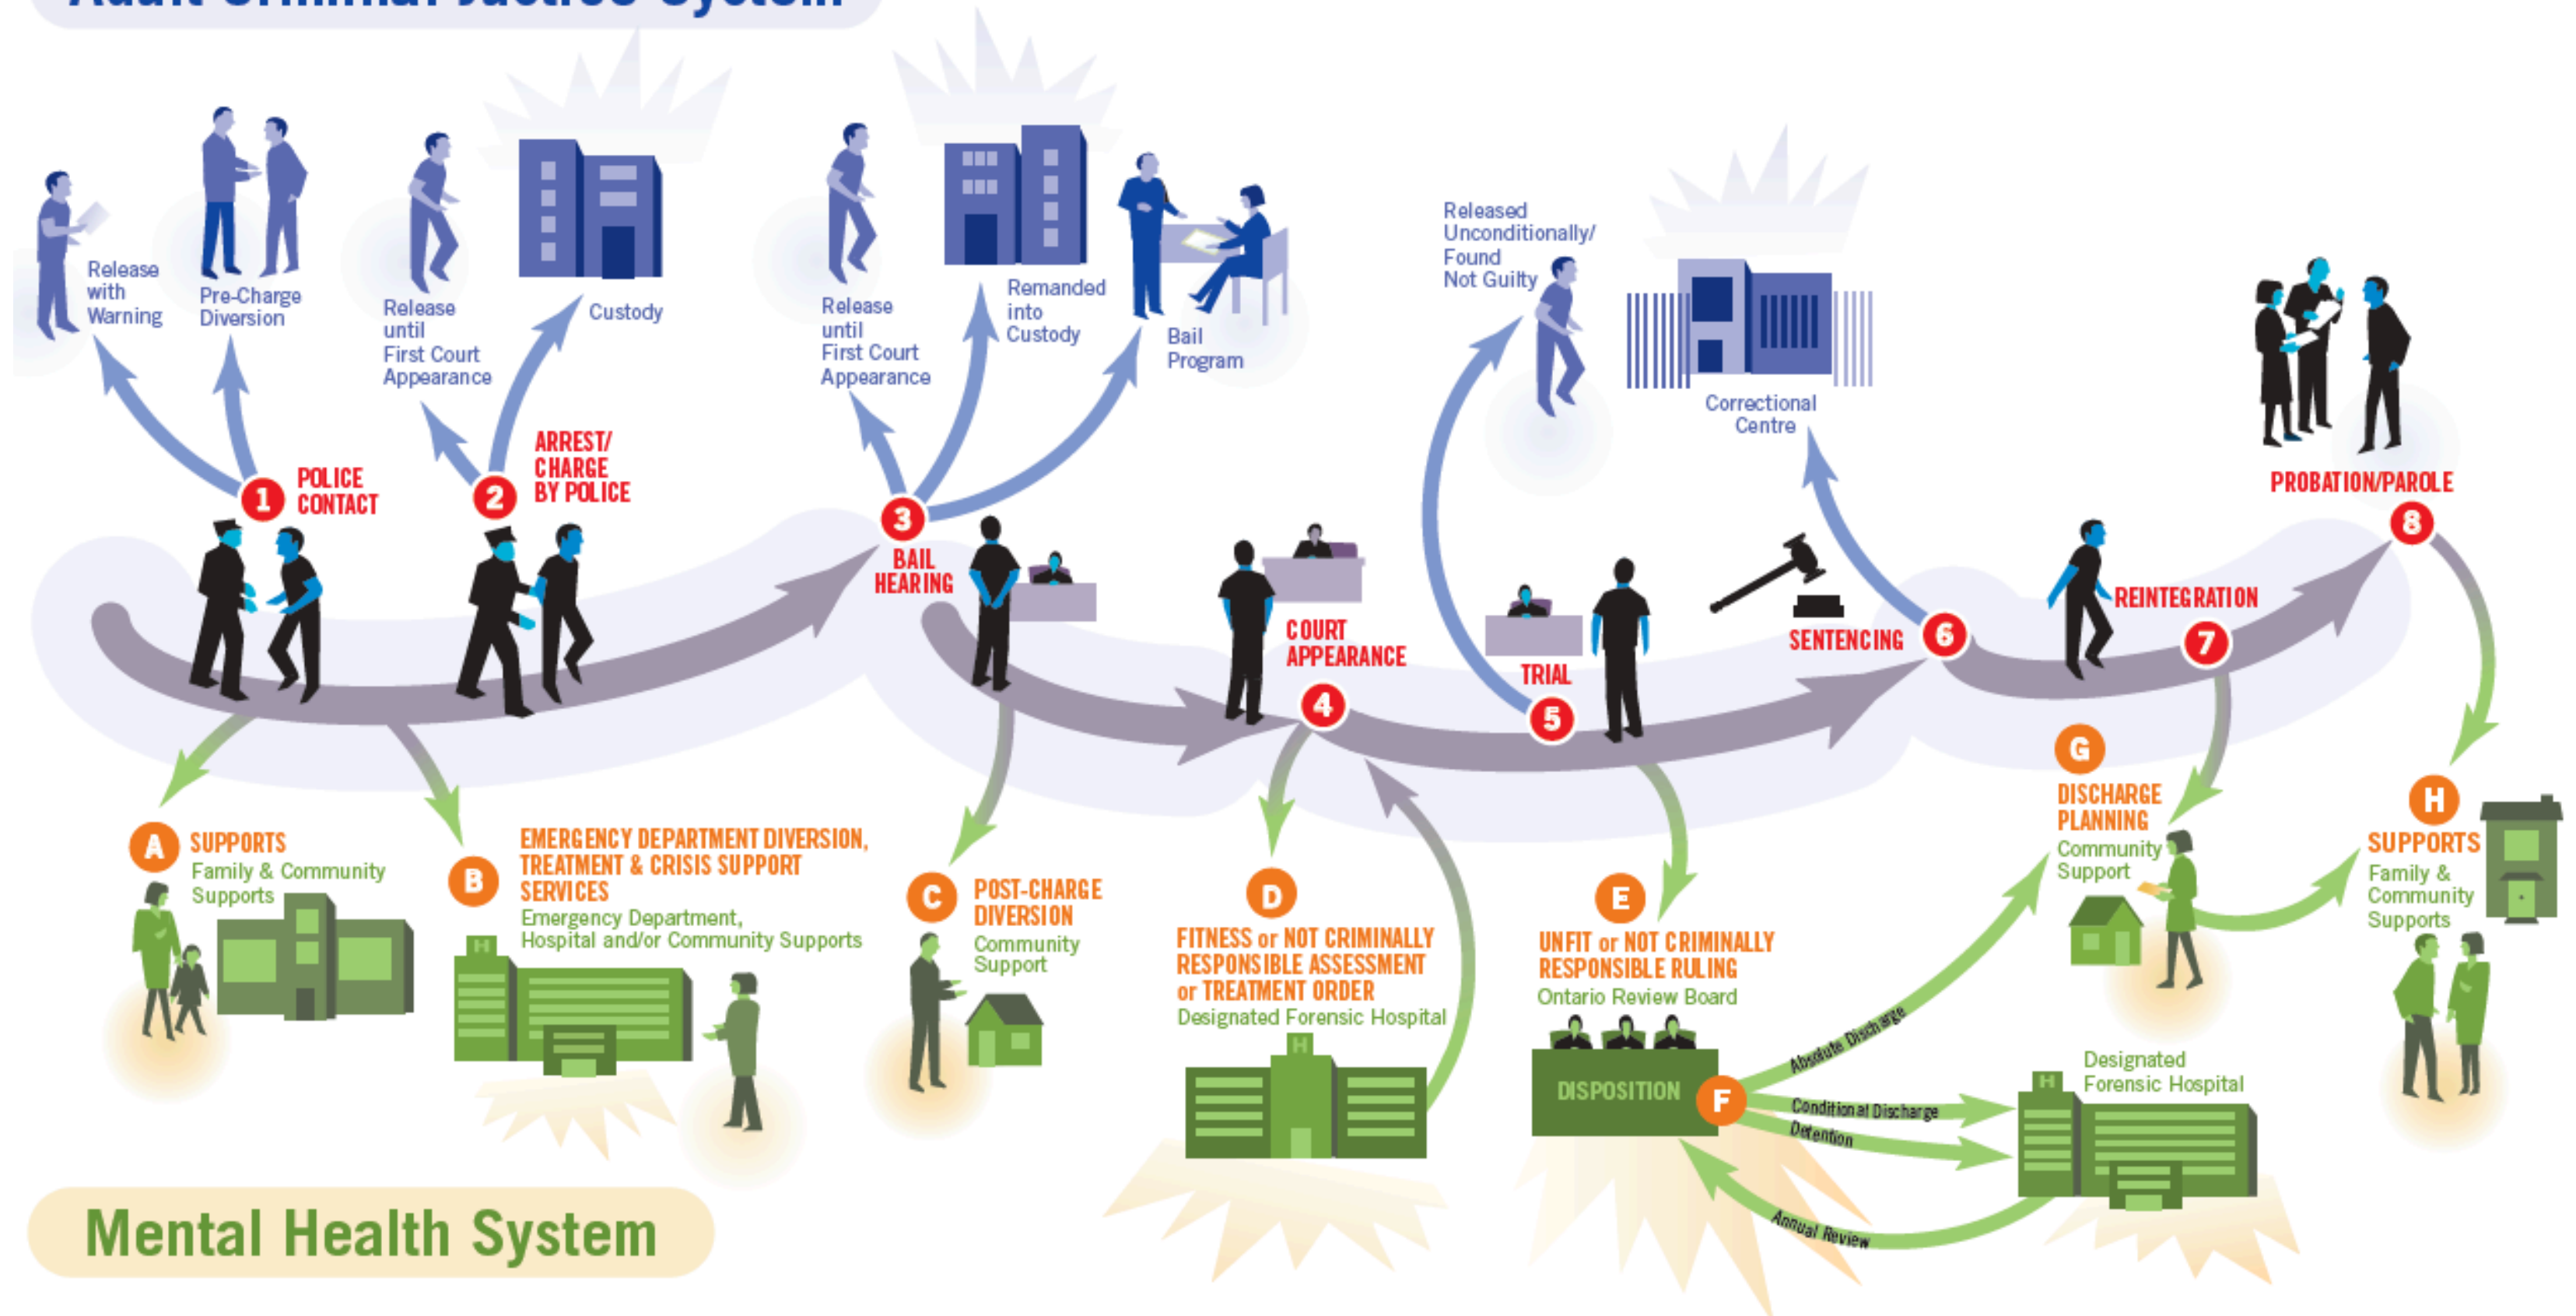 Adult Criminal Justice System
Release
with
Warning
Pre-Charge
Diversion
Release
until
First Court
Appearance
Custody
Release
until
First Court
Appearance
Remanded
into
Custody
Bail
Program
Released
Unconditionally/
Found
Not Guilty
Correctional
Centre
1
POLICE
CONTACT
2
ARREST/
CHARGE
BY POLICE
3
BAIL
HEARING
COURT
APPEARANCE
4
TRIAL
5
SENTENCING
6
REINTEGRATION
7
PROBATION/PAROLE
8
A
SUPPORTS
Family & Community
Supports
B
EMERGENCY DEPARTMENT DIVERSION,
TREATMENT & CRISIS SUPPORT
SERVICES
Emergency Department,
Hospital and/or Community Supports
H
C
POST-CHARGE
DIVERSION
Community
Support
D
FITNESS or NOT CRIMINALLY
RESPONSIBLE ASSESSMENT
or TREATMENT ORDER
Designated Forensic Hospital
H
E
UNFIT or NOT CRIMINALLY
RESPONSIBLE RULING
Ontario Review Board
DISPOSITION
F
Absolute Discharge
Conditional Discharge
Detention
Annual Review
G
DISCHARGE
PLANNING
Community
Support
Designated
Forensic Hospital
H
H
SUPPORTS
Family &
Community
Supports
Mental Health System